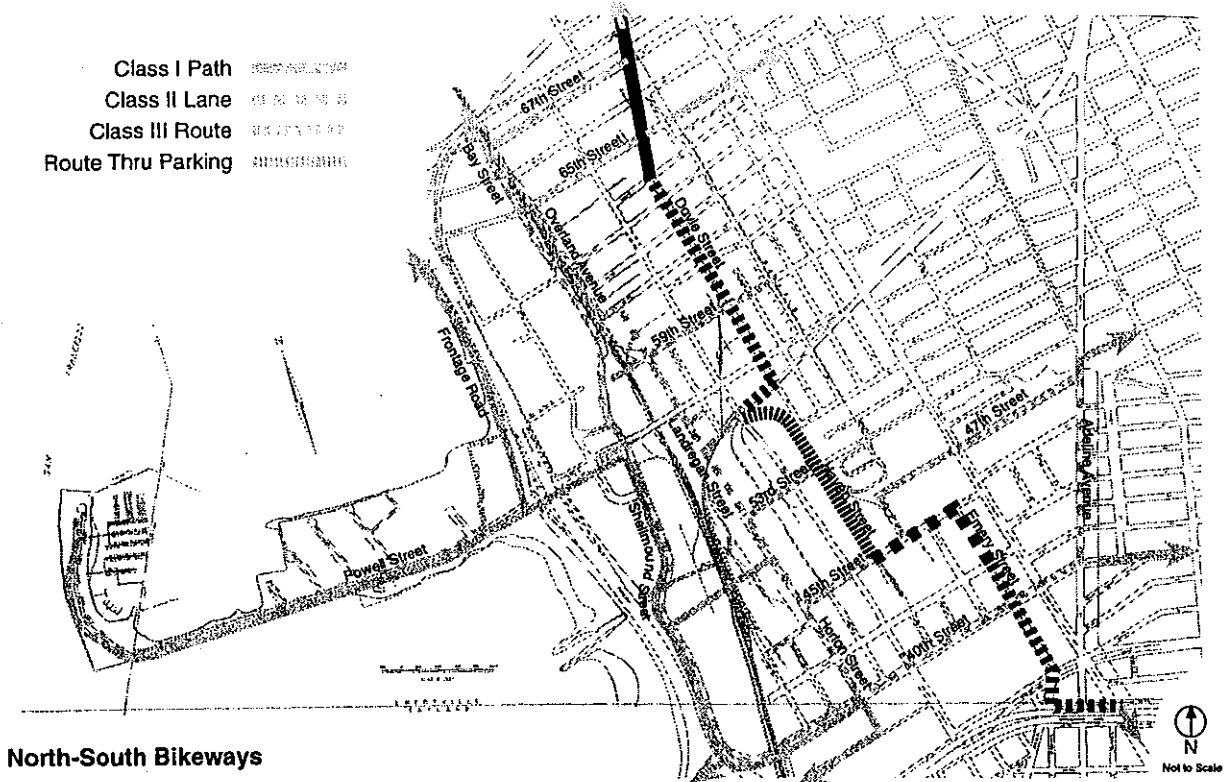 Class I Path
Class II Lane
Class III Route
Route Thru Parking
67th Street
65th Street
Bay Street
Overland Avenue
Doyle Street
59th Street
Frontage Road
47th Street
Adeline Avenue
Landregan Street
53rd Street
Emery Street
Shellmound Street
Powell Street
45th Street
Horton Street
40th Street
N
North-South Bikeways
N
Not to Scale